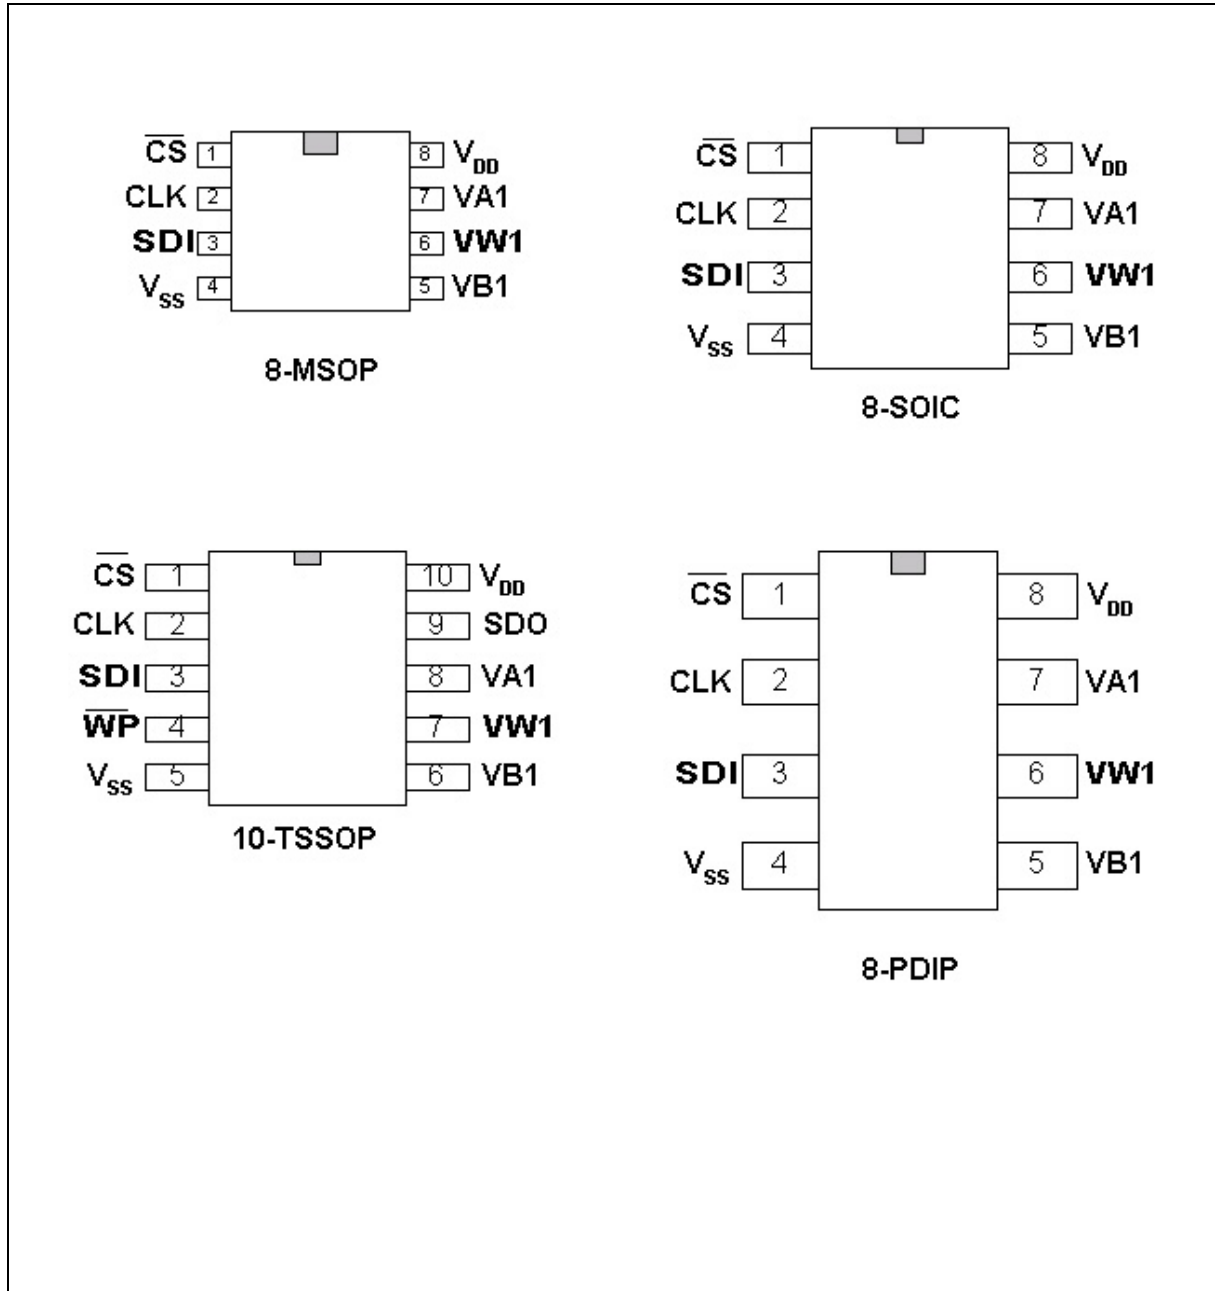 CS 1 8 VDD
CLK 2 7 VA1
SDI 3 6 VW1
VSS 4 5 VB1
8-MSOP
CS 1 8 VDD
CLK 2 7 VA1
SDI 3 6 VW1
VSS 4 5 VB1
8-SOIC
CS 1 10 VDD
CLK 2 9 SDO
SDI 3 8 VA1
WP 4 7 VW1
VSS 5 6 VB1
10-TSSOP
CS 1 8 VDD
CLK 2 7 VA1
SDI 3 6 VW1
VSS 4 5 VB1
8-PDIP